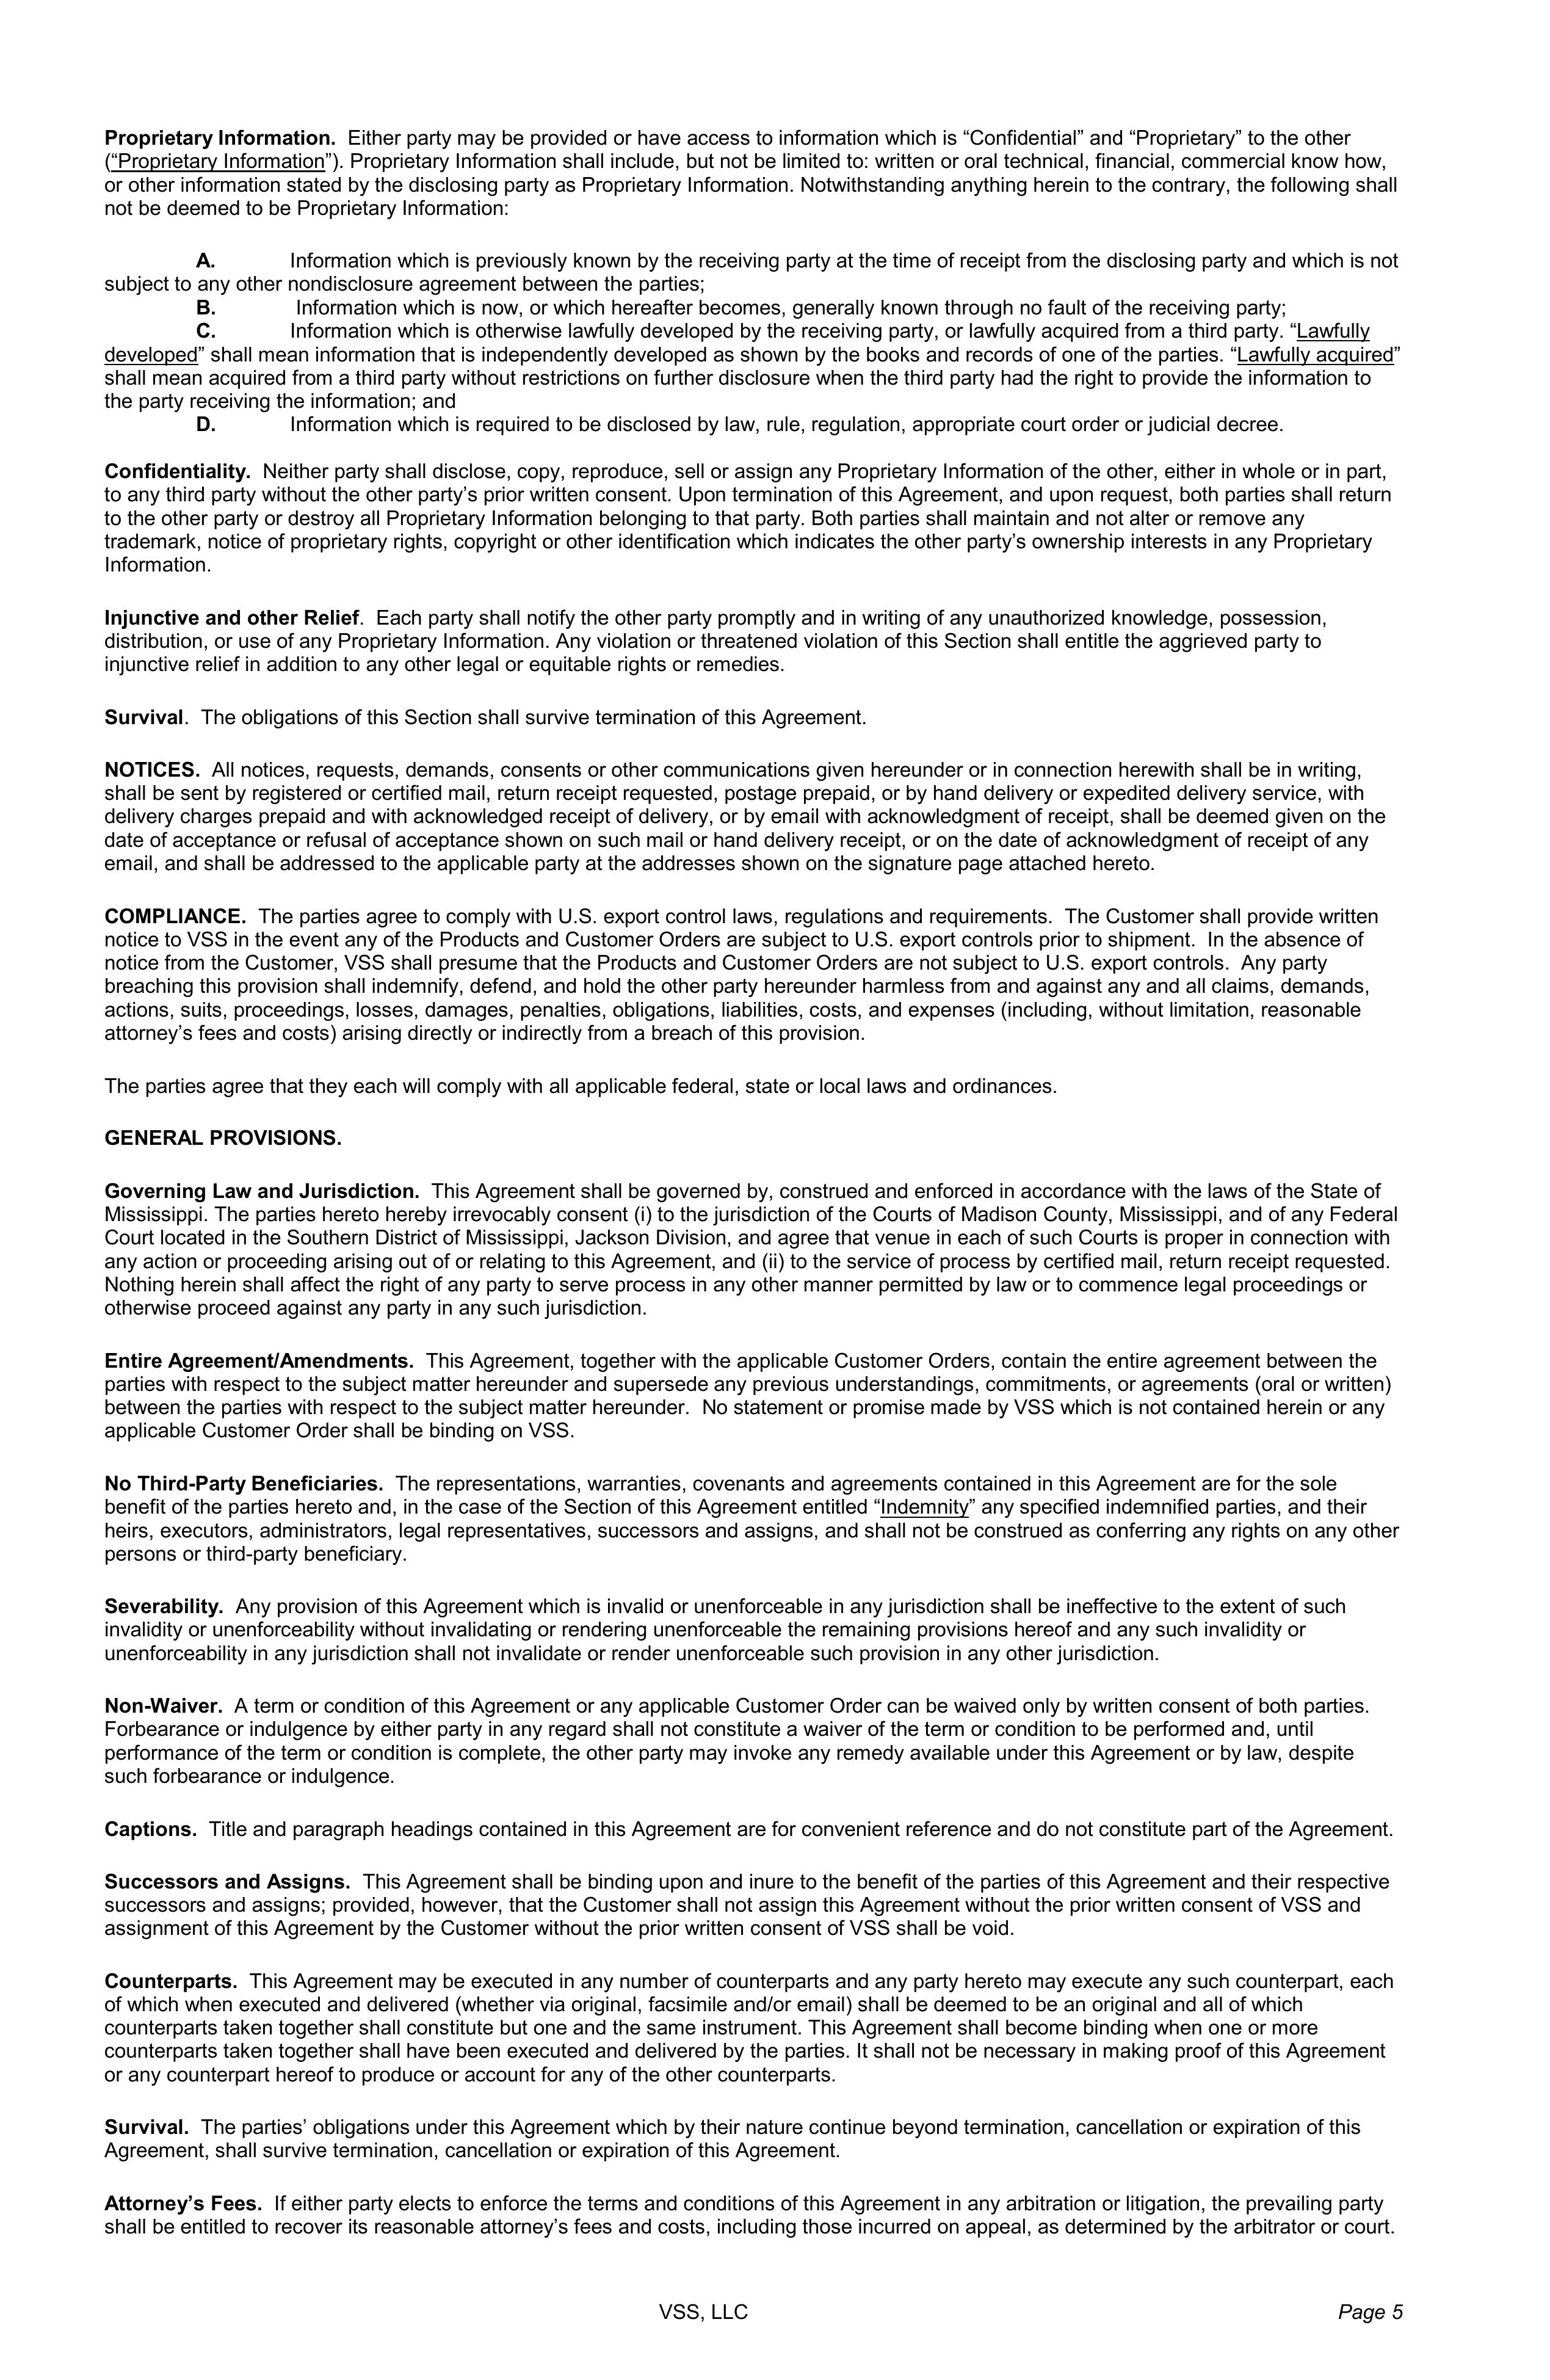 Proprietary Information. Either party may be provided or have access to information which is “Confidential” and “Proprietary” to the other
(“Proprietary Information”). Proprietary Information shall include, but not be limited to: written or oral technical, financial, commercial know how,
or other information stated by the disclosing party as Proprietary Information. Notwithstanding anything herein to the contrary, the following shall
not be deemed to be Proprietary Information:
A. Information which is previously known by the receiving party at the time of receipt from the disclosing party and which is not
subject to any other nondisclosure agreement between the parties;
B. Information which is now, or which hereafter becomes, generally known through no fault of the receiving party;
C. Information which is otherwise lawfully developed by the receiving party, or lawfully acquired from a third party. “Lawfully
developed” shall mean information that is independently developed as shown by the books and records of one of the parties. “Lawfully acquired”
shall mean acquired from a third party without restrictions on further disclosure when the third party had the right to provide the information to
the party receiving the information; and
D. Information which is required to be disclosed by law, rule, regulation, appropriate court order or judicial decree.
Confidentiality. Neither party shall disclose, copy, reproduce, sell or assign any Proprietary Information of the other, either in whole or in part,
to any third party without the other party’s prior written consent. Upon termination of this Agreement, and upon request, both parties shall return
to the other party or destroy all Proprietary Information belonging to that party. Both parties shall maintain and not alter or remove any
trademark, notice of proprietary rights, copyright or other identification which indicates the other party’s ownership interests in any Proprietary
Information.
Injunctive and other Relief. Each party shall notify the other party promptly and in writing of any unauthorized knowledge, possession,
distribution, or use of any Proprietary Information. Any violation or threatened violation of this Section shall entitle the aggrieved party to
injunctive relief in addition to any other legal or equitable rights or remedies.
Survival. The obligations of this Section shall survive termination of this Agreement.
NOTICES. All notices, requests, demands, consents or other communications given hereunder or in connection herewith shall be in writing,
shall be sent by registered or certified mail, return receipt requested, postage prepaid, or by hand delivery or expedited delivery service, with
delivery charges prepaid and with acknowledged receipt of delivery, or by email with acknowledgment of receipt, shall be deemed given on the
date of acceptance or refusal of acceptance shown on such mail or hand delivery receipt, or on the date of acknowledgment of receipt of any
email, and shall be addressed to the applicable party at the addresses shown on the signature page attached hereto.
COMPLIANCE. The parties agree to comply with U.S. export control laws, regulations and requirements. The Customer shall provide written
notice to VSS in the event any of the Products and Customer Orders are subject to U.S. export controls prior to shipment. In the absence of
notice from the Customer, VSS shall presume that the Products and Customer Orders are not subject to U.S. export controls. Any party
breaching this provision shall indemnify, defend, and hold the other party hereunder harmless from and against any and all claims, demands,
actions, suits, proceedings, losses, damages, penalties, obligations, liabilities, costs, and expenses (including, without limitation, reasonable
attorney’s fees and costs) arising directly or indirectly from a breach of this provision.
The parties agree that they each will comply with all applicable federal, state or local laws and ordinances.
GENERAL PROVISIONS.
Governing Law and Jurisdiction. This Agreement shall be governed by, construed and enforced in accordance with the laws of the State of
Mississippi. The parties hereto hereby irrevocably consent (i) to the jurisdiction of the Courts of Madison County, Mississippi, and of any Federal
Court located in the Southern District of Mississippi, Jackson Division, and agree that venue in each of such Courts is proper in connection with
any action or proceeding arising out of or relating to this Agreement, and (ii) to the service of process by certified mail, return receipt requested.
Nothing herein shall affect the right of any party to serve process in any other manner permitted by law or to commence legal proceedings or
otherwise proceed against any party in any such jurisdiction.
Entire Agreement/Amendments. This Agreement, together with the applicable Customer Orders, contain the entire agreement between the
parties with respect to the subject matter hereunder and supersede any previous understandings, commitments, or agreements (oral or written)
between the parties with respect to the subject matter hereunder. No statement or promise made by VSS which is not contained herein or any
applicable Customer Order shall be binding on VSS.
No Third-Party Beneficiaries. The representations, warranties, covenants and agreements contained in this Agreement are for the sole
benefit of the parties hereto and, in the case of the Section of this Agreement entitled “Indemnity” any specified indemnified parties, and their
heirs, executors, administrators, legal representatives, successors and assigns, and shall not be construed as conferring any rights on any other
persons or third-party beneficiary.
Severability. Any provision of this Agreement which is invalid or unenforceable in any jurisdiction shall be ineffective to the extent of such
invalidity or unenforceability without invalidating or rendering unenforceable the remaining provisions hereof and any such invalidity or
unenforceability in any jurisdiction shall not invalidate or render unenforceable such provision in any other jurisdiction.
Non-Waiver. A term or condition of this Agreement or any applicable Customer Order can be waived only by written consent of both parties.
Forbearance or indulgence by either party in any regard shall not constitute a waiver of the term or condition to be performed and, until
performance of the term or condition is complete, the other party may invoke any remedy available under this Agreement or by law, despite
such forbearance or indulgence.
Captions. Title and paragraph headings contained in this Agreement are for convenient reference and do not constitute part of the Agreement.
Successors and Assigns. This Agreement shall be binding upon and inure to the benefit of the parties of this Agreement and their respective
successors and assigns; provided, however, that the Customer shall not assign this Agreement without the prior written consent of VSS and
assignment of this Agreement by the Customer without the prior written consent of VSS shall be void.
Counterparts. This Agreement may be executed in any number of counterparts and any party hereto may execute any such counterpart, each
of which when executed and delivered (whether via original, facsimile and/or email) shall be deemed to be an original and all of which
counterparts taken together shall constitute but one and the same instrument. This Agreement shall become binding when one or more
counterparts taken together shall have been executed and delivered by the parties. It shall not be necessary in making proof of this Agreement
or any counterpart hereof to produce or account for any of the other counterparts.
Survival. The parties’ obligations under this Agreement which by their nature continue beyond termination, cancellation or expiration of this
Agreement, shall survive termination, cancellation or expiration of this Agreement.
Attorney’s Fees. If either party elects to enforce the terms and conditions of this Agreement in any arbitration or litigation, the prevailing party
shall be entitled to recover its reasonable attorney’s fees and costs, including those incurred on appeal, as determined by the arbitrator or court.
VSS, LLC
Page 5